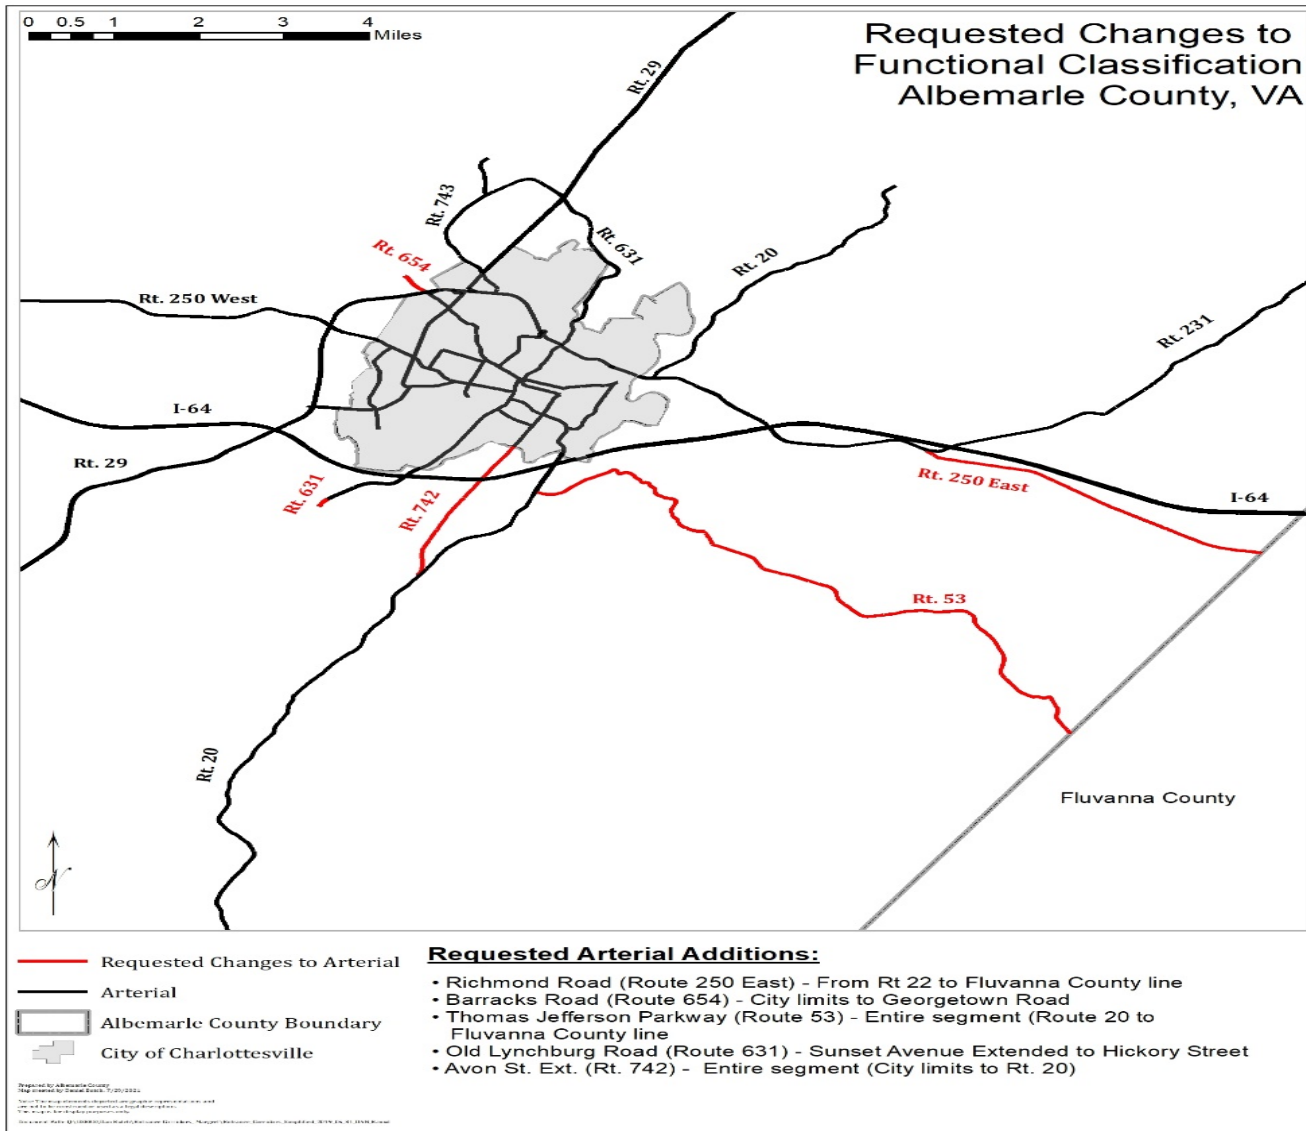 0 0.5 1 2 3 4
Miles
Requested Changes to
Functional Classification
Albemarle County, VA
Rt. 29
Rt. 743
Rt. 654
Rt. 631
Rt. 20
Rt. 250 West
Rt. 231
I-64
Rt. 29
Rt. 631
Rt. 742
Rt. 250 East
I-64
Rt. 53
Rt. 20
Fluvanna County
N
Requested Changes to Arterial
Arterial
Albemarle County Boundary
City of Charlottesville
Requested Arterial Additions:
• Richmond Road (Route 250 East) - From Rt 22 to Fluvanna County line
• Barracks Road (Route 654) - City limits to Georgetown Road
• Thomas Jefferson Parkway (Route 53) - Entire segment (Route 20 to
Fluvanna County line
• Old Lynchburg Road (Route 631) - Sunset Avenue Extended to Hickory Street
• Avon St. Ext. (Rt. 742) - Entire segment (City limits to Rt. 20)
Prepared by Albemarle County